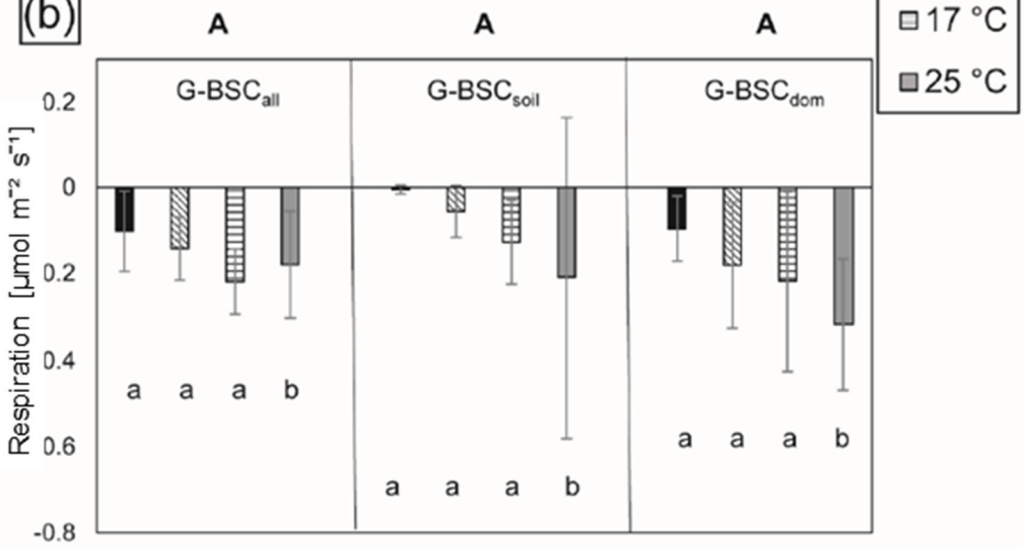 (b)
A A A
17 °C
25 °C
G-BSCall G-BSCsoil G-BSCdom
0.2
0
0.2
0.4
0.6
-0.8
Respiration [µmol m⁻² s⁻¹]
a a a b
a a a b
a a a b